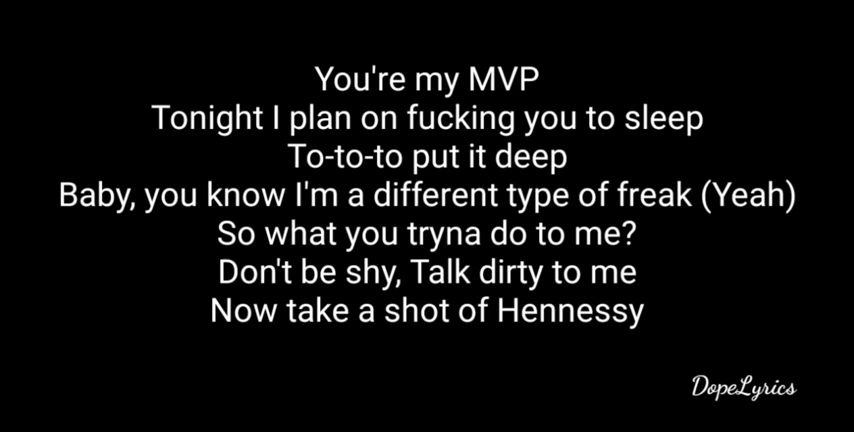 You're my MVP
Tonight I plan on fucking you to sleep
To-to-to put it deep
Baby, you know I'm a different type of freak (Yeah)
So what you tryna do to me?
Don't be shy, Talk dirty to me
Now take a shot of Hennessy
DopeLyrics